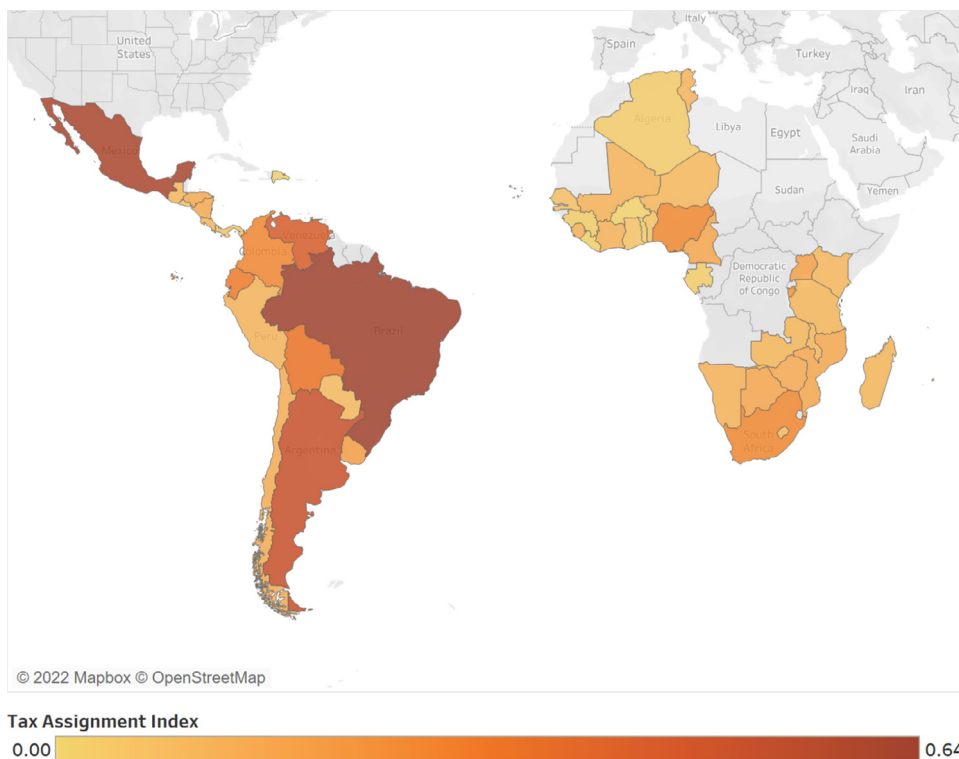 United
States
Italy
Spain
Turkey
Iraq
Iran
Algeria
Libya
Egypt
Saudi
Arabia
Mexico
Sudan
Yemen
Venezuela
Colombia
Democratic
Republic
of Congo
Peru
Brazil
South
Africa
Argentina
© 2022 Mapbox © OpenStreetMap
Tax Assignment Index
0.00
0.64